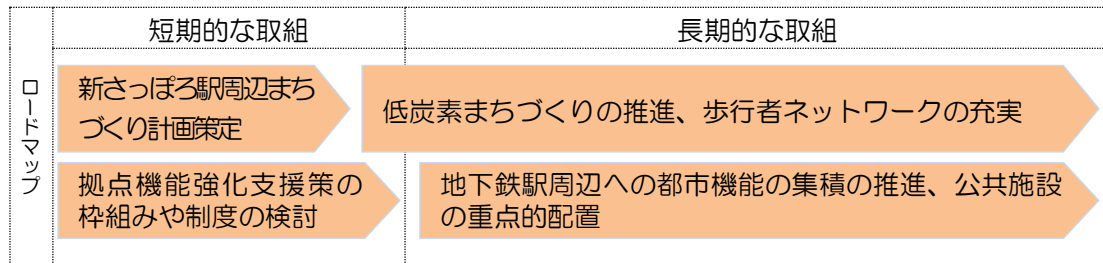 短期的な取組
長期的な取組
ロードマップ
新さっぽろ駅周辺まち
づくり計画策定
低炭素まちづくりの推進、歩行者ネットワークの充実
拠点機能強化支援策の
枠組みや制度の検討
地下鉄駅周辺への都市機能の集積の推進、公共施設
の重点的配置